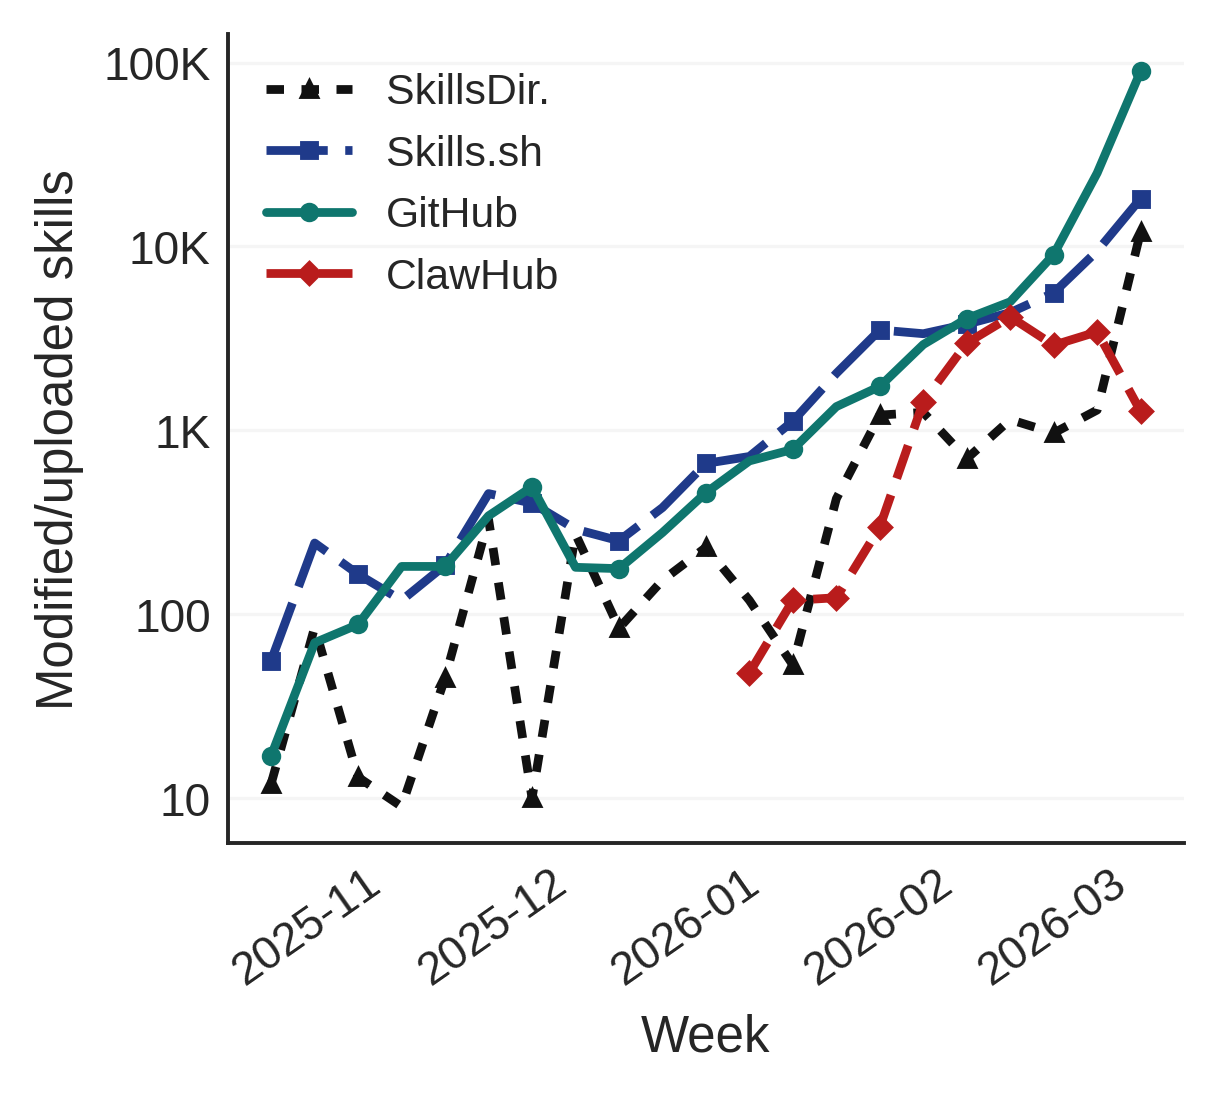 100K
10K
1K
100
10
Modified/uploaded skills
SkillsDir.
Skills.sh
GitHub
ClawHub
2025-11
2025-12
2026-01
2026-02
2026-03
Week